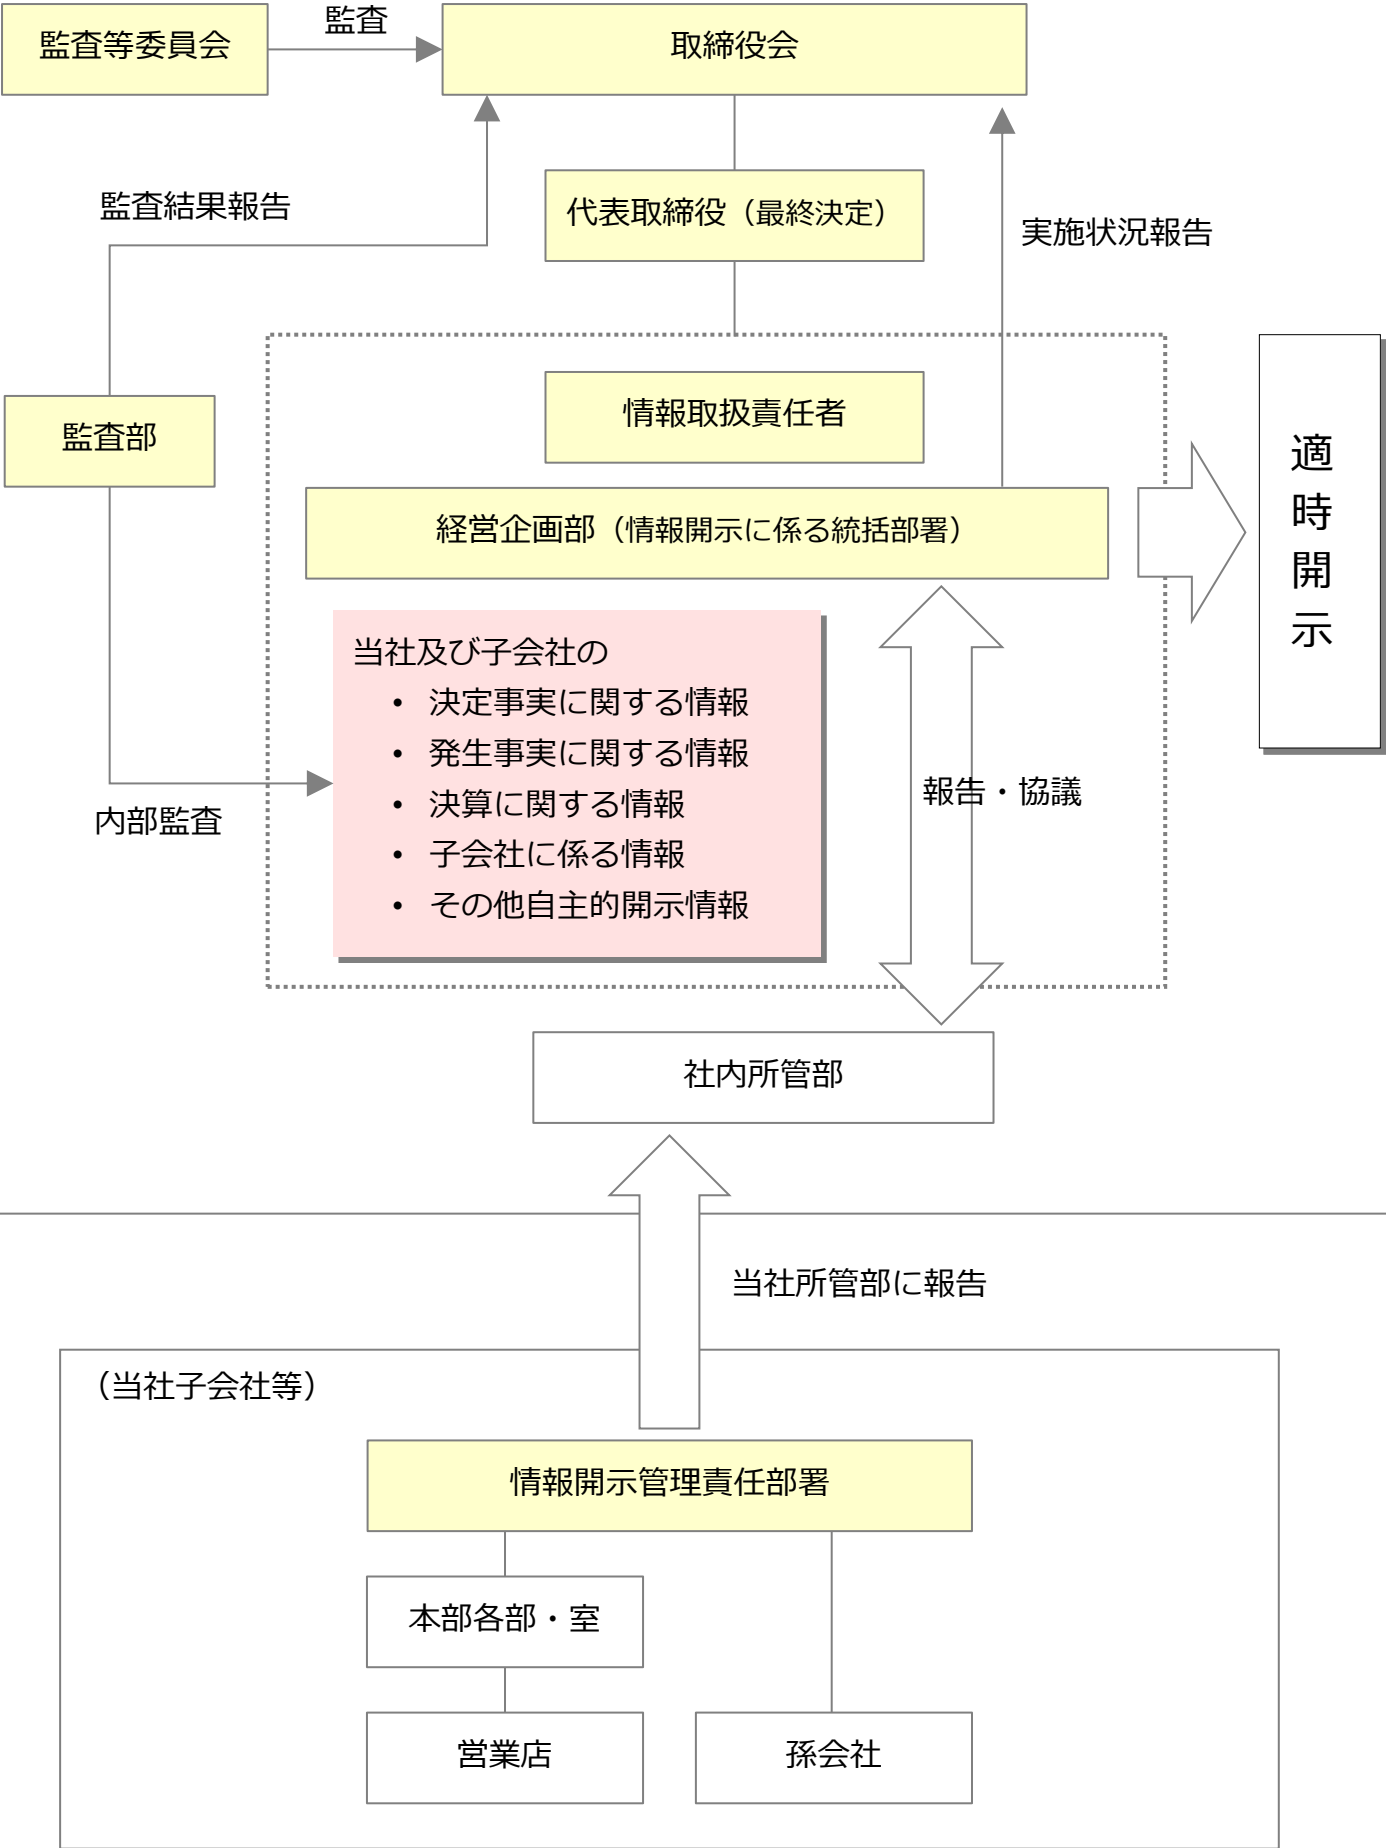 監査等委員会
監査
取締役会
監査結果報告
代表取締役（最終決定）
実施状況報告
情報取扱責任者
監査部
経営企画部（情報開示に係る統括部署）
適時開示
当社及び子会社の
• 決定事実に関する情報
• 発生事実に関する情報
• 決算に関する情報
• 子会社に係る情報
• その他自主的開示情報
報告・協議
内部監査
社内所管部
当社所管部に報告
（当社子会社等）
情報開示管理責任部署
本部各部・室
営業店
孫会社